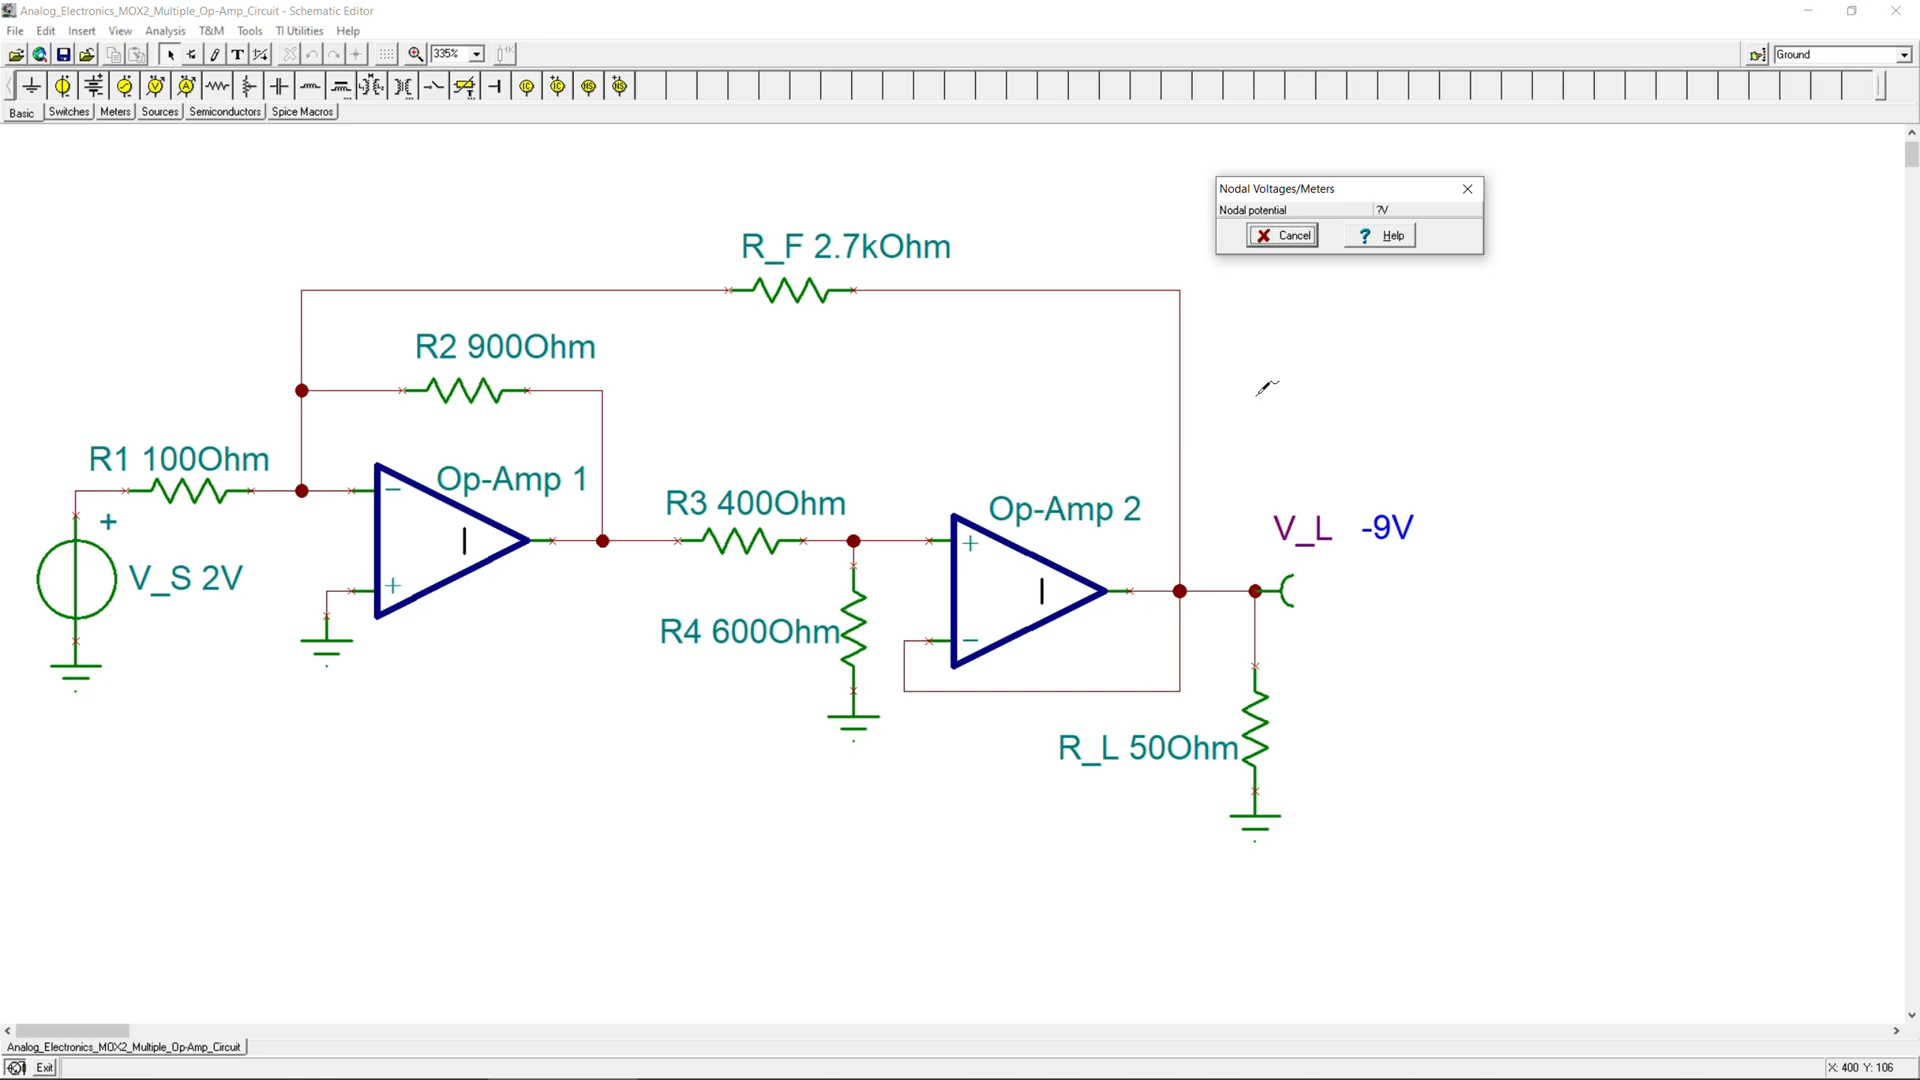 Analog_Electronics_MOX2_Multiple_Op-Amp_Circuit - Schematic Editor
File Edit Insert View Analysis T&M Tools TI Utilities Help
335%
Ground
Basic Switches Meters Sources Semiconductors Spice Macros
Nodal Voltages/Meters
Nodal potential ?V
Cancel Help
R_F 2.7kOhm
R2 900Ohm
R1 100Ohm
Op-Amp 1
R3 400Ohm
Op-Amp 2
V_L -9V
V_S 2V
R4 600Ohm
R_L 50Ohm
Analog_Electronics_MOX2_Multiple_Op-Amp_Circuit
Exit
X: 400 Y: 106